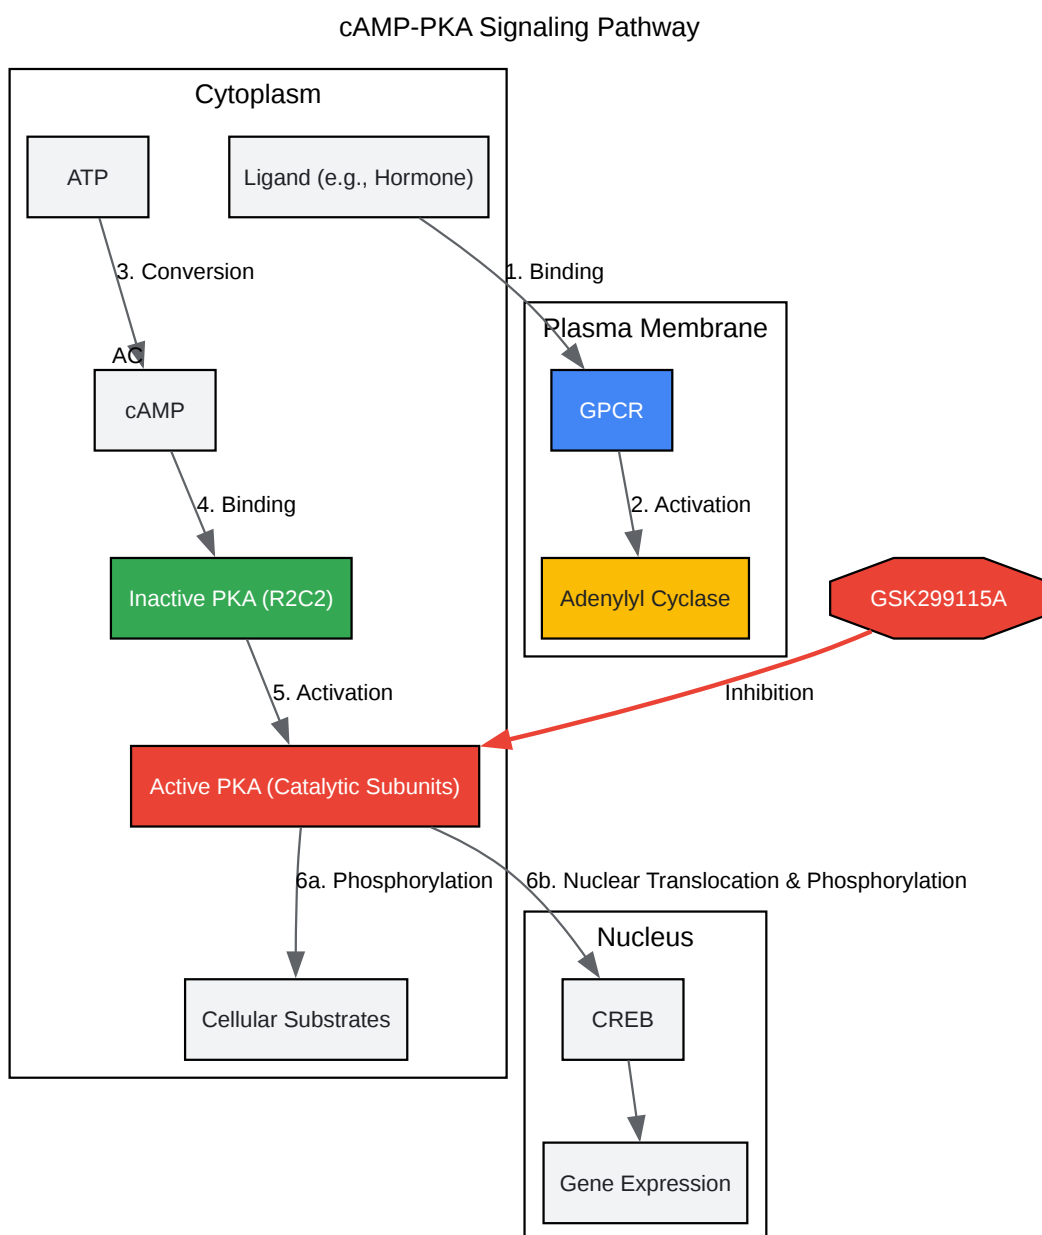 cAMP-PKA Signaling Pathway
Cytoplasm
ATP
Ligand (e.g., Hormone)
3. Conversion
1. Binding
Plasma Membrane
AC
cAMP
GPCR
4. Binding
2. Activation
Inactive PKA (R2C2)
Adenylyl Cyclase
GSK299115A
5. Activation
Inhibition
Active PKA (Catalytic Subunits)
6a. Phosphorylation
6b. Nuclear Translocation & Phosphorylation
Nucleus
Cellular Substrates
CREB
Gene Expression